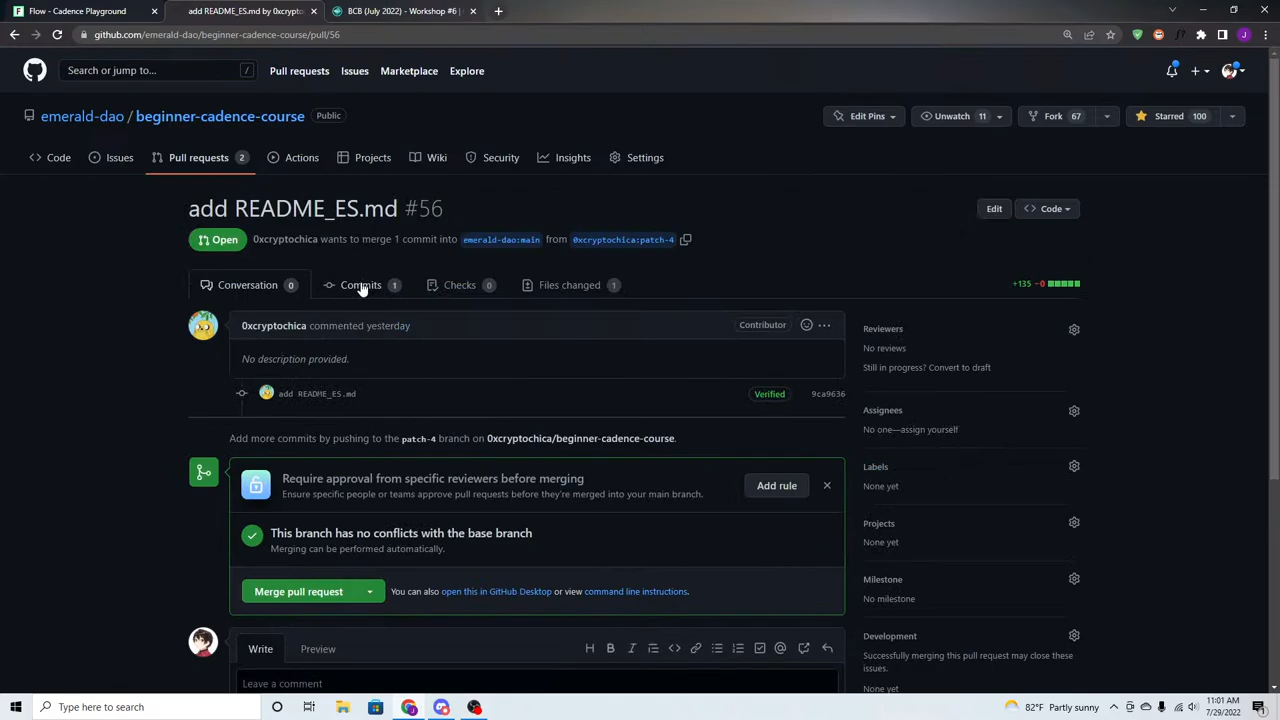 Flow - Cadence Playground
add README_ES.md by 0xcrypto
BCB (July 2022) - Workshop #6
github.com/emerald-dao/beginner-cadence-course/pull/56
Search or jump to...
/
Pull requests
Issues
Marketplace
Explore
emerald-dao / beginner-cadence-course
Public
Edit Pins
Unwatch 11
Fork 67
Starred 100
Code
Issues
Pull requests 2
Actions
Projects
Wiki
Security
Insights
Settings
add README_ES.md #56
Edit
Code
Open
0xcryptochica wants to merge 1 commit into emerald-dao:main from 0xcryptochica:patch-4
Conversation 0
Commits 1
Checks 0
Files changed 1
+135 −0
0xcryptochica commented yesterday
Contributor
No description provided.
add README_ES.md
Verified
9ca9636
Add more commits by pushing to the patch-4 branch on 0xcryptochica/beginner-cadence-course.
Require approval from specific reviewers before merging
Ensure specific people or teams approve pull requests before they're merged into your main branch.
Add rule
This branch has no conflicts with the base branch
Merging can be performed automatically.
Merge pull request
You can also open this in GitHub Desktop or view command line instructions.
Write
Preview
Leave a comment
Reviewers
No reviews
Still in progress? Convert to draft
Assignees
No one—assign yourself
Labels
None yet
Projects
None yet
Milestone
No milestone
Development
Successfully merging this pull request may close these
issues.
None yet
Type here to search
82°F Partly sunny
11:01 AM
7/29/2022